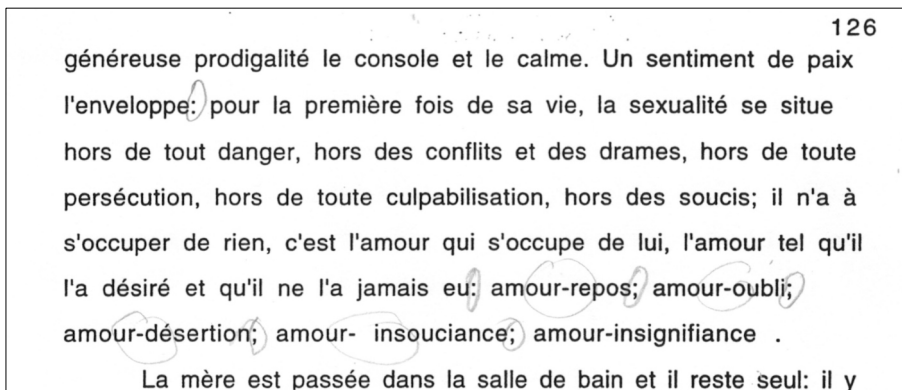 126
généreuse prodigalité le console et le calme. Un sentiment de paix
l'enveloppe: pour la première fois de sa vie, la sexualité se situe
hors de tout danger, hors des conflits et des drames, hors de toute
persécution, hors de toute culpabilisation, hors des soucis; il n'a à
s'occuper de rien, c'est l'amour qui s'occupe de lui, l'amour tel qu'il
l'a désiré et qu'il ne l'a jamais eu: amour-repos; amour-oubli;
amour-désertion; amour- insouciance; amour-insignifiance .
La mère est passée dans la salle de bain et il reste seul: il y